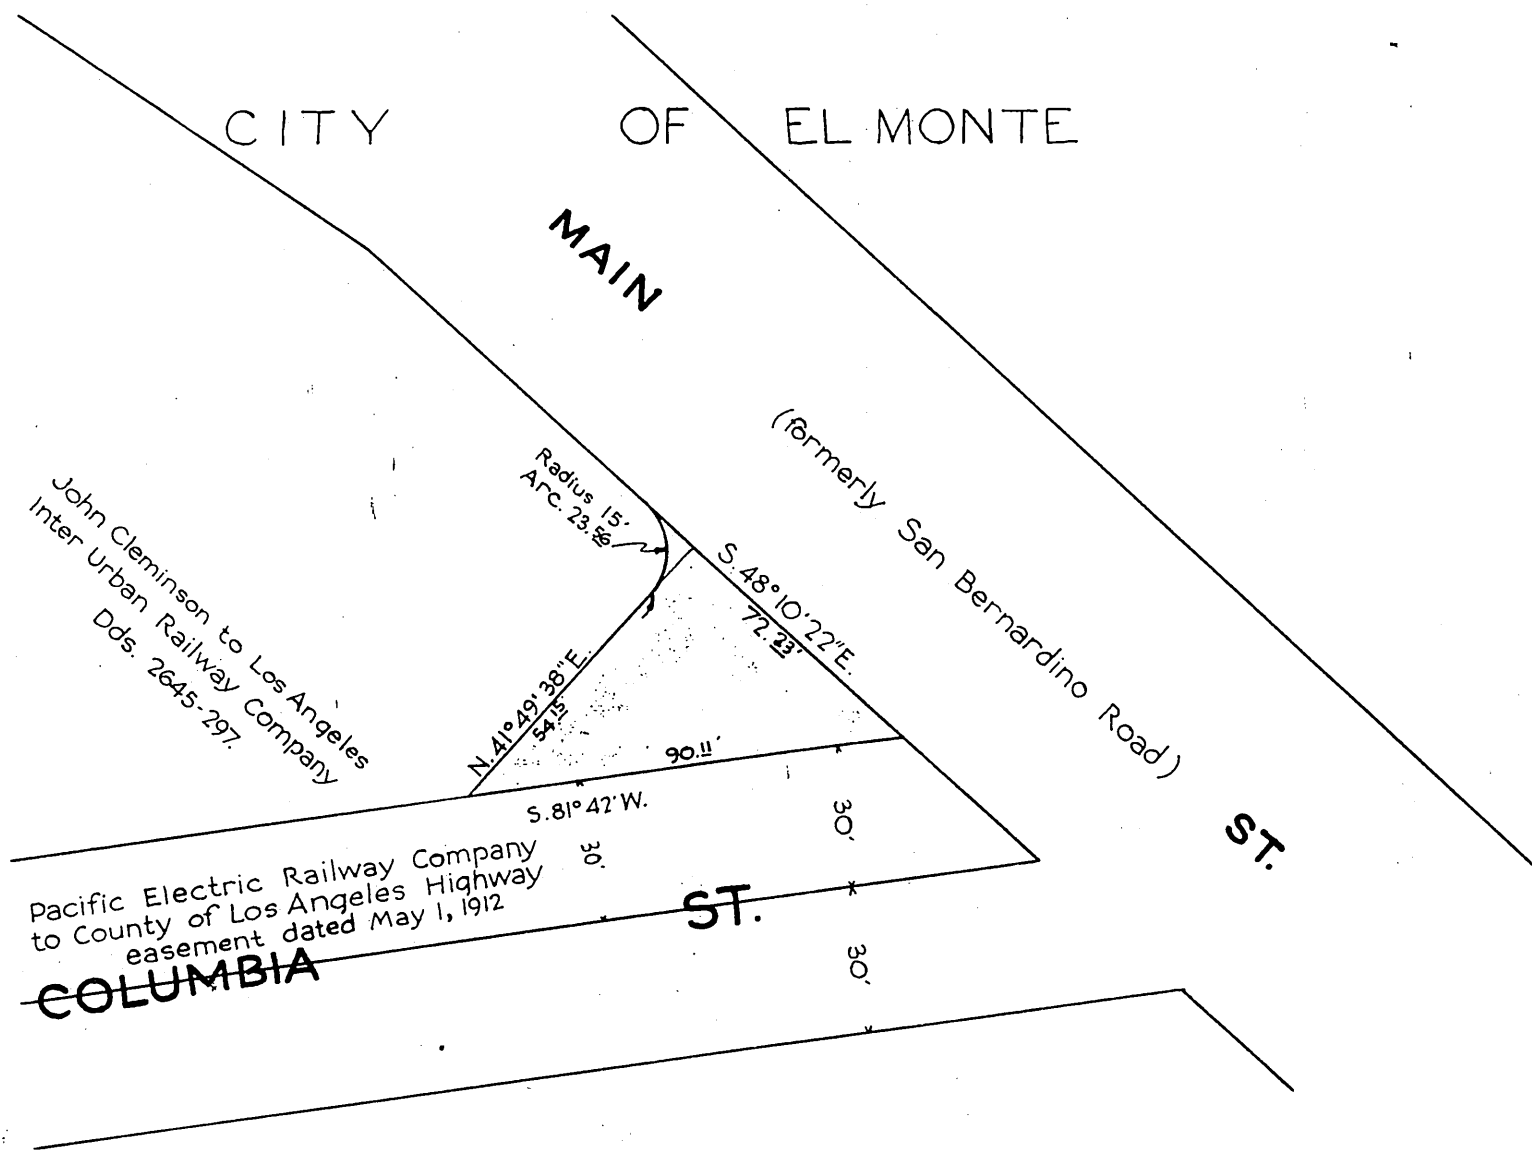 CITY OF EL MONTE
MAIN
(formerly San Bernardino Road)
ST.
Radius 15'
Arc. 23.56
S. 48° 10' 22" E.
72.23'
John Cleminson to Los Angeles
Inter Urban Railway Company
Dds. 2645-297.
N. 41° 49' 38" E.
54.15'
90.11'
S. 81° 42' W.
30'
30.
Pacific Electric Railway Company
to County of Los Angeles Highway
easement dated May 1, 1912
COLUMBIA ST.
30'